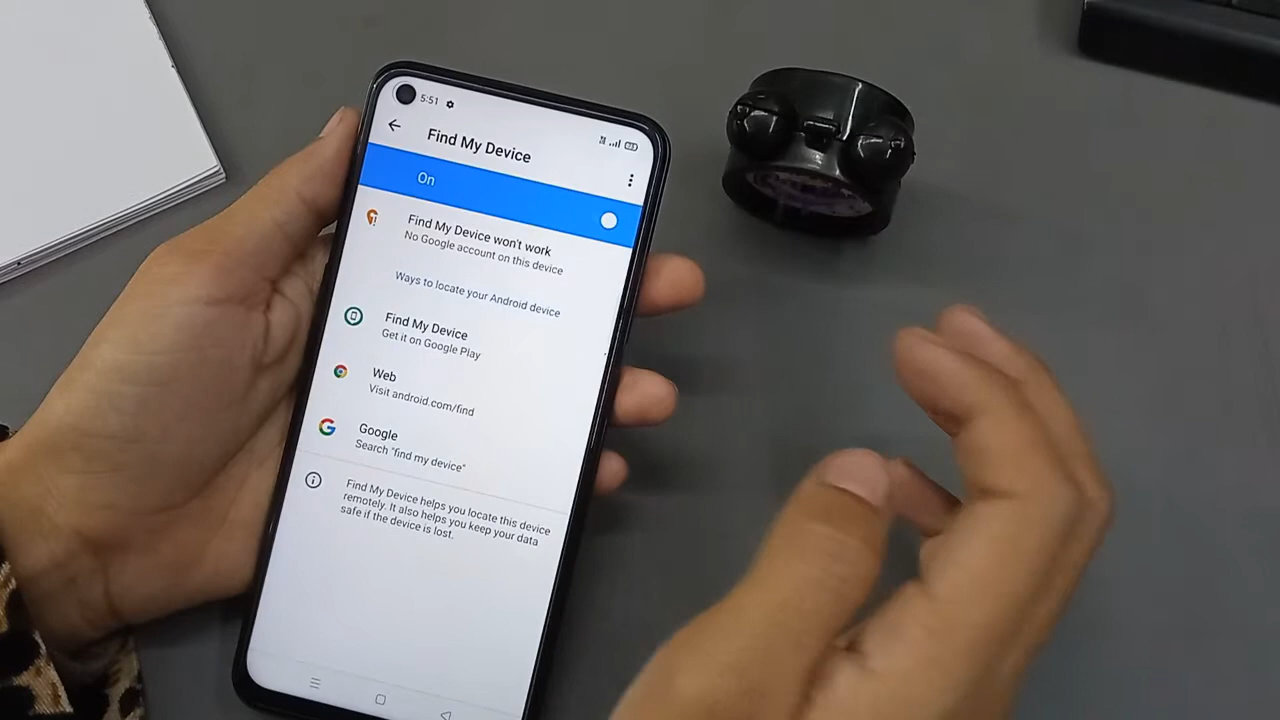 5:51
Find My Device
On
Find My Device won't work
No Google account on this device
Ways to locate your Android device
Find My Device
Get it on Google Play
Web
Visit android.com/find
Google
Search "find my device"
Find My Device helps you locate this device
remotely. It also helps you keep your data
safe if the device is lost.